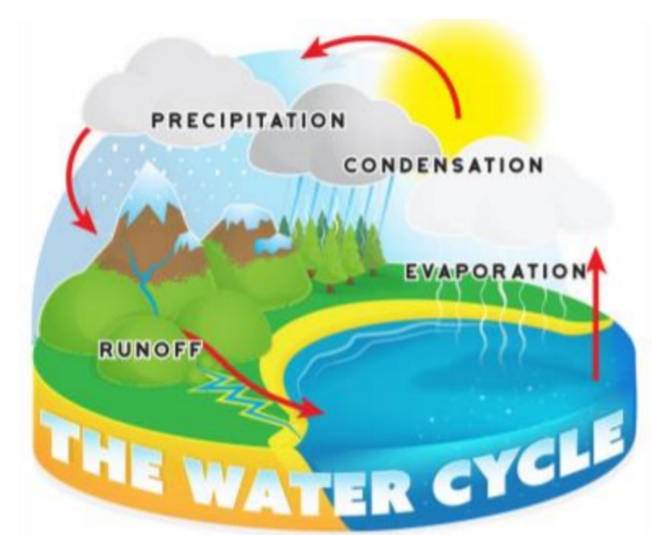 PRECIPITATION
CONDENSATION
EVAPORATION
RUNOFF
THE WATER CYCLE